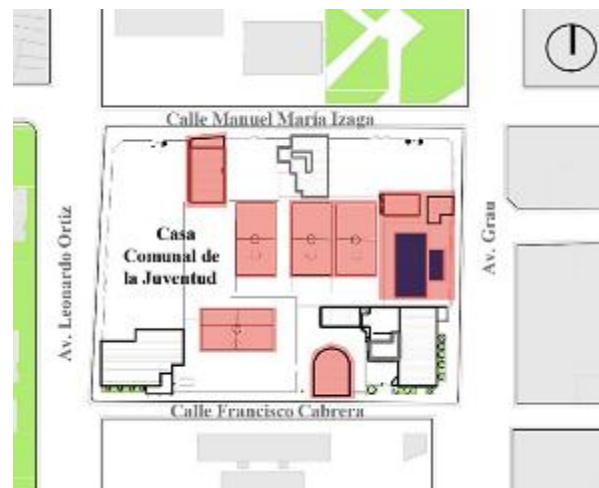 Calle Manuel María Izaga
Casa
Comunal de
la Juventud
Av. Leonardo Ortiz
Av. Grau
Calle Francisco Cabrera